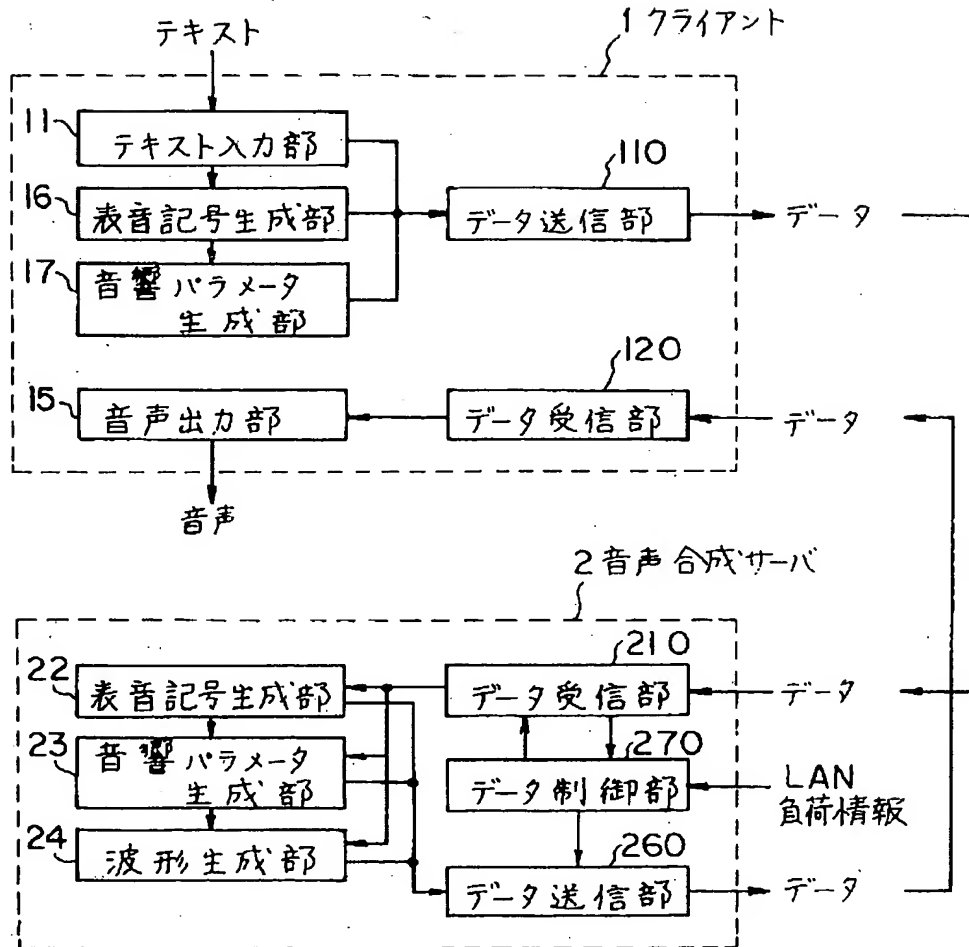 テキスト
1 クライアント
11
テキスト入力部
110
16
表音記号生成部
データ送信部
データ
17
音響パラメータ
生成部
120
15
音声出力部
データ受信部
データ
音声
2 音声合成サーバ
210
22
表音記号生成部
データ受信部
データ
23
音響パラメータ
生成部
270
データ制御部
LAN
負荷情報
24
波形生成部
260
データ送信部
データ